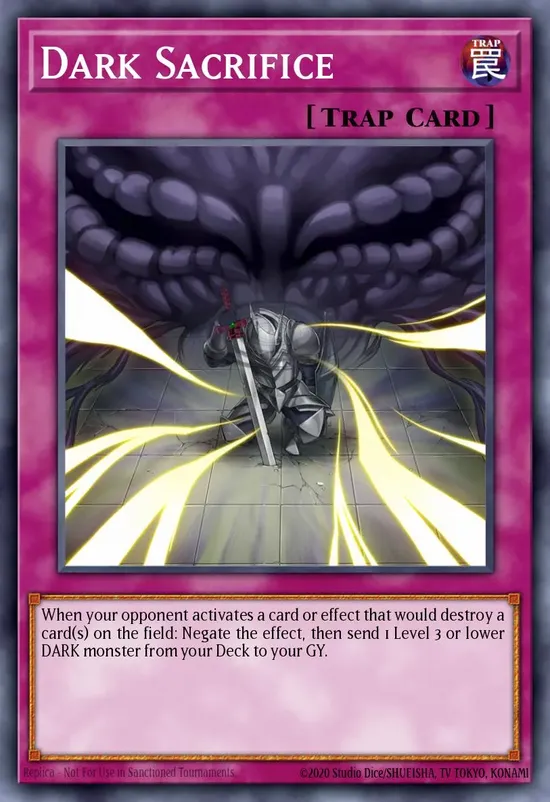 DARK SACRIFICE
TRAP
罠
[TRAP CARD]
When your opponent activates a card or effect that would destroy a
card(s) on the field: Negate the effect, then send 1 Level 3 or lower
DARK monster from your Deck to your GY.
Replica - Not For Use in Sanctioned Tournaments
©2020 Studio Dice/SHUEISHA, TV TOKYO, KONAMI